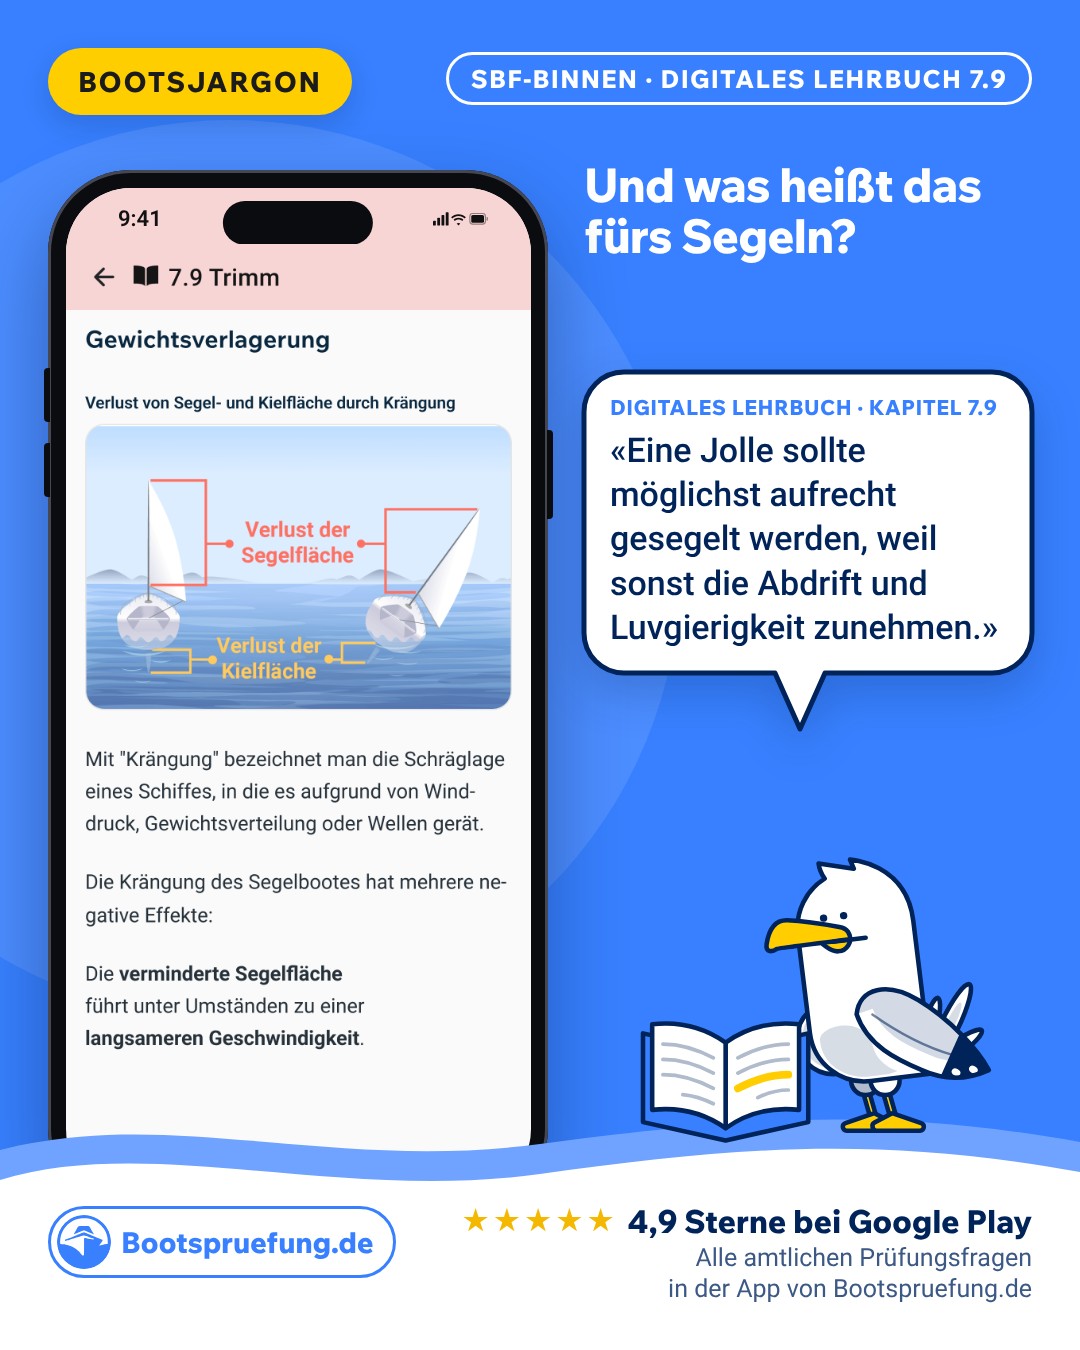 BOOTSJARGON
SBF-BINNEN · DIGITALES LEHRBUCH 7.9
Und was heißt das
fürs Segeln?
9:41
7.9 Trimm
Gewichtsverlagerung
Verlust von Segel- und Kielfläche durch Krängung
Verlust der
Segelfläche
Verlust der
Kielfläche
Mit "Krängung" bezeichnet man die Schräglage
eines Schiffes, in die es aufgrund von Wind-
druck, Gewichtsverteilung oder Wellen gerät.
Die Krängung des Segelbootes hat mehrere ne-
gative Effekte:
Die verminderte Segelfläche
führt unter Umständen zu einer
langsameren Geschwindigkeit.
DIGITALES LEHRBUCH · KAPITEL 7.9
«Eine Jolle sollte
möglichst aufrecht
gesegelt werden, weil
sonst die Abdrift und
Luvgierigkeit zunehmen.»
Bootspruefung.de
★★★★★ 4,9 Sterne bei Google Play
Alle amtlichen Prüfungsfragen
in der App von Bootspruefung.de